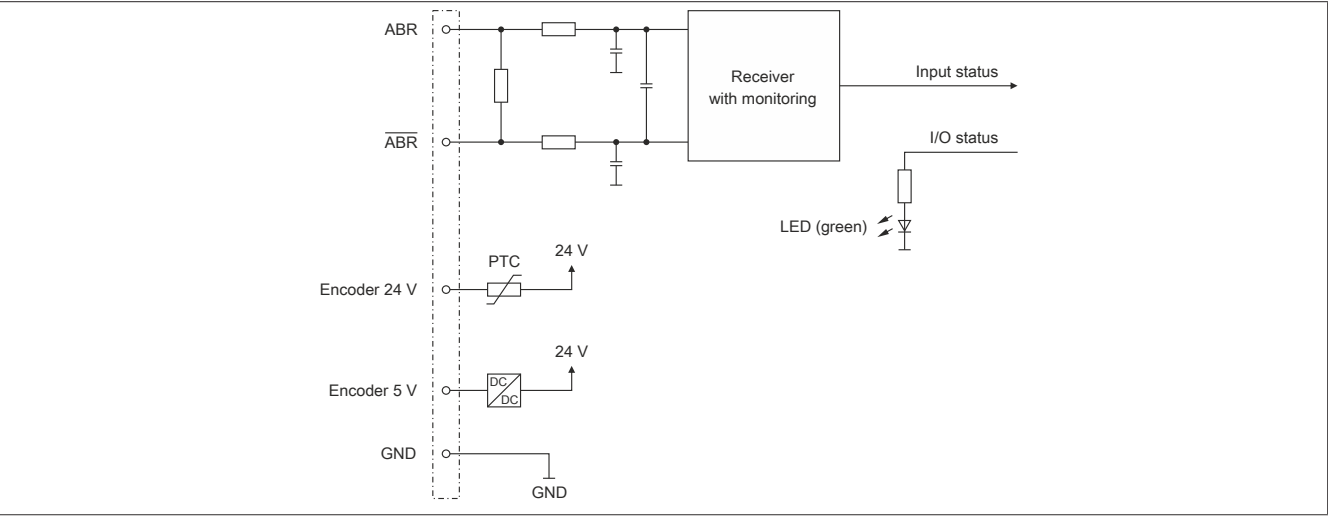 ABR
Receiver
with monitoring
Input status
A̅B̅R̅
I/O status
LED (green)
24 V
PTC
Encoder 24 V
24 V
Encoder 5 V
DC
DC
GND
GND